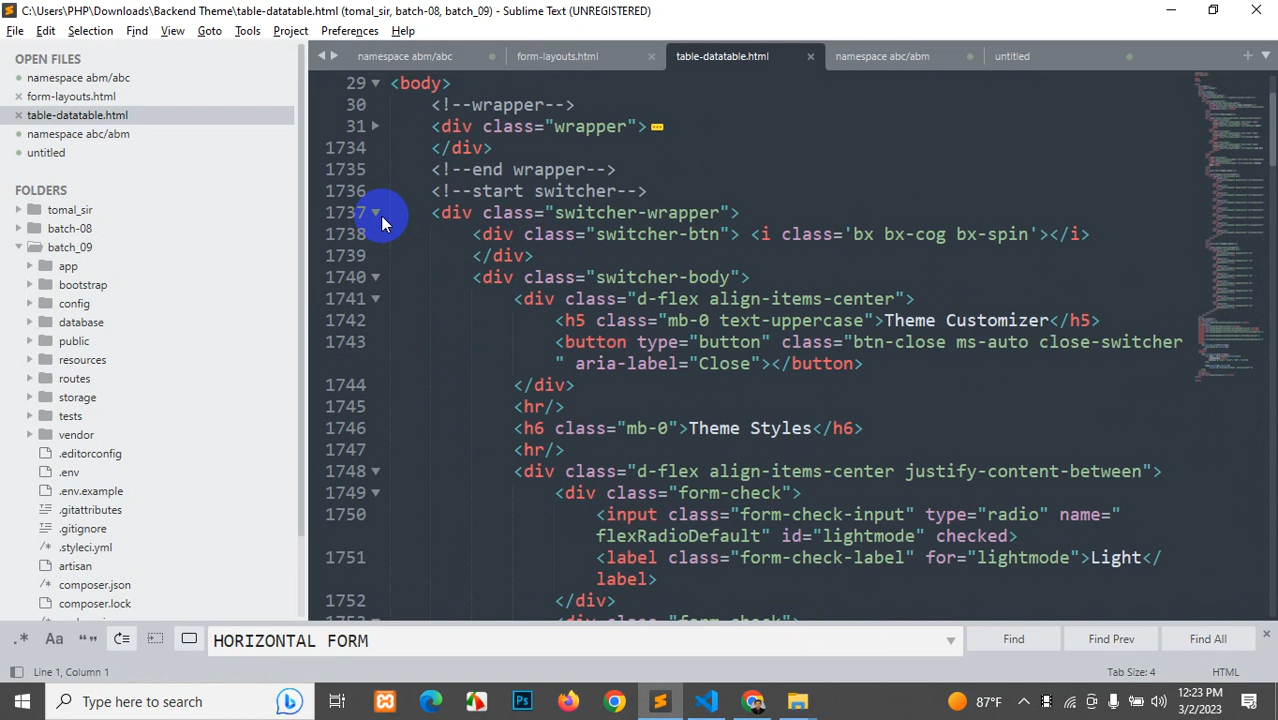 C:\Users\PHP\Downloads\Backend Theme\table-datatable.html (tomal_sir, batch-08, batch_09) - Sublime Text (UNREGISTERED)
File Edit Selection Find View Goto Tools Project Preferences Help
OPEN FILES
namespace abm/abc
form-layouts.html
table-datatable.html
namespace abc/abm
untitled
FOLDERS
tomal_sir
batch-08
batch_09
app
bootstrap
config
database
public
resources
routes
storage
tests
vendor
.editorconfig
.env
.env.example
.gitattributes
.gitignore
.styleci.yml
artisan
composer.json
composer.lock
namespace abm/abc form-layouts.html table-datatable.html namespace abc/abm untitled
29 <body>
30 <!--wrapper-->
31 <div class="wrapper">
1734 </div>
1735 <!--end wrapper-->
1736 <!--start switcher-->
1737 <div class="switcher-wrapper">
1738 <div class="switcher-btn"> <i class='bx bx-cog bx-spin'></i>
1739 </div>
1740 <div class="switcher-body">
1741 <div class="d-flex align-items-center">
1742 <h5 class="mb-0 text-uppercase">Theme Customizer</h5>
1743 <button type="button" class="btn-close ms-auto close-switcher
" aria-label="Close"></button>
1744 </div>
1745 <hr/>
1746 <h6 class="mb-0">Theme Styles</h6>
1747 <hr/>
1748 <div class="d-flex align-items-center justify-content-between">
1749 <div class="form-check">
1750 <input class="form-check-input" type="radio" name="
flexRadioDefault" id="lightmode" checked>
1751 <label class="form-check-label" for="lightmode">Light</
label>
1752 </div>
1753 <div class="form-check">
.* Aa “” HORIZONTAL FORM Find Find Prev Find All
Line 1, Column 1 Tab Size: 4 HTML
Type here to search Ps 87°F 12:23 PM
3/2/2023